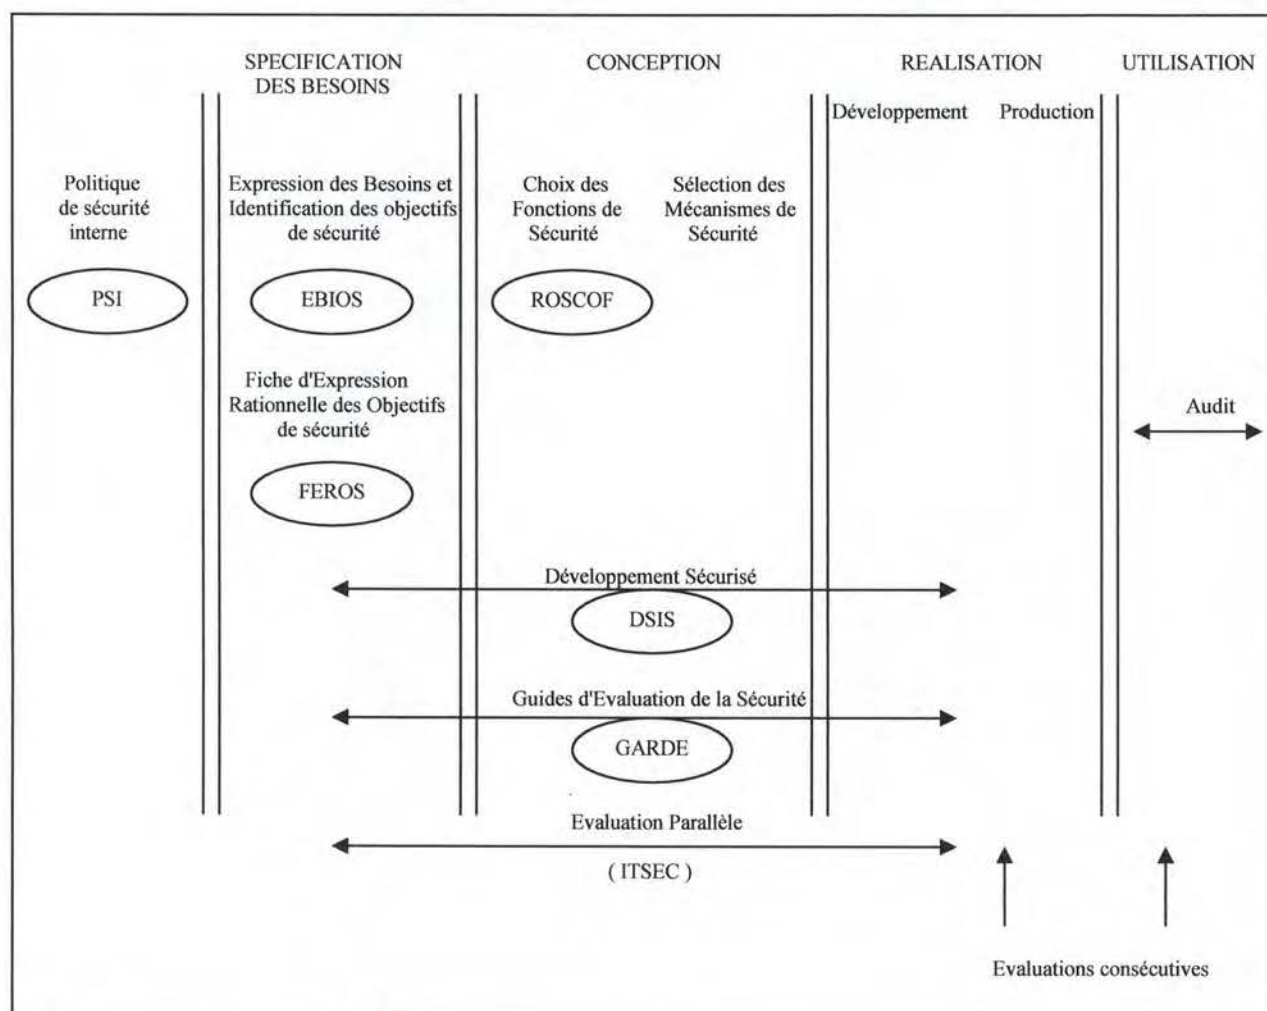 SPECIFICATION
DES BESOINS
CONCEPTION
REALISATION
UTILISATION
Développement
Production
Politique
de sécurité
interne
Expression des Besoins et
Identification des objectifs
de sécurité
Choix des
Fonctions de
Sécurité
Sélection des
Mécanismes de
Sécurité
PSI
EBIOS
ROSCOF
Fiche d'Expression
Rationnelle des Objectifs
de sécurité
Audit
FEROS
Développement Sécurisé
DSIS
Guides d'Evaluation de la Sécurité
GARDE
Evaluation Parallèle
( ITSEC )
Evaluations consécutives